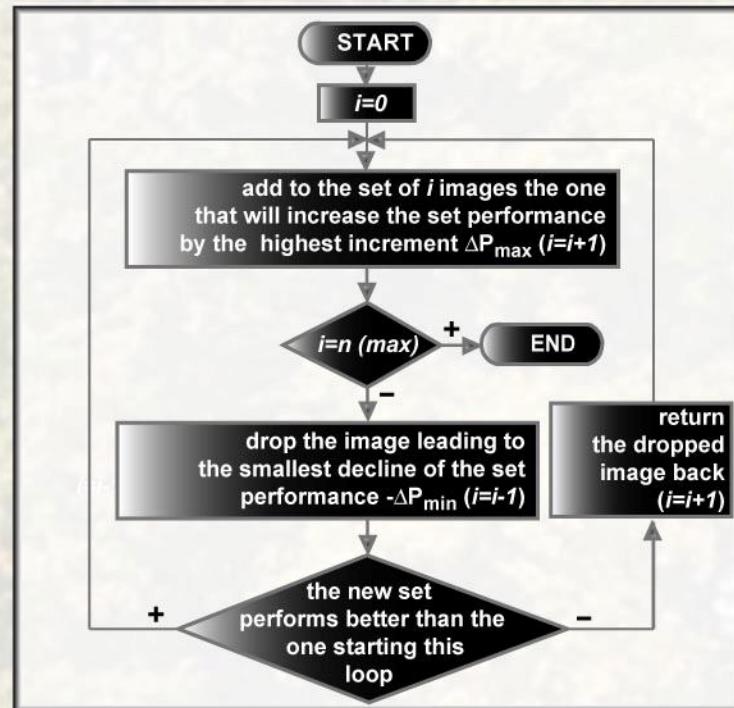 START
i=0
add to the set of i images the one
that will increase the set performance
by the highest increment ΔPmax (i=i+1)
i=n (max)
+
END
−
drop the image leading to
the smallest decline of the set
performance -ΔPmin (i=i-1)
return
the dropped
image back
(i=i+1)
+
the new set
performs better than the
one starting this
loop
−